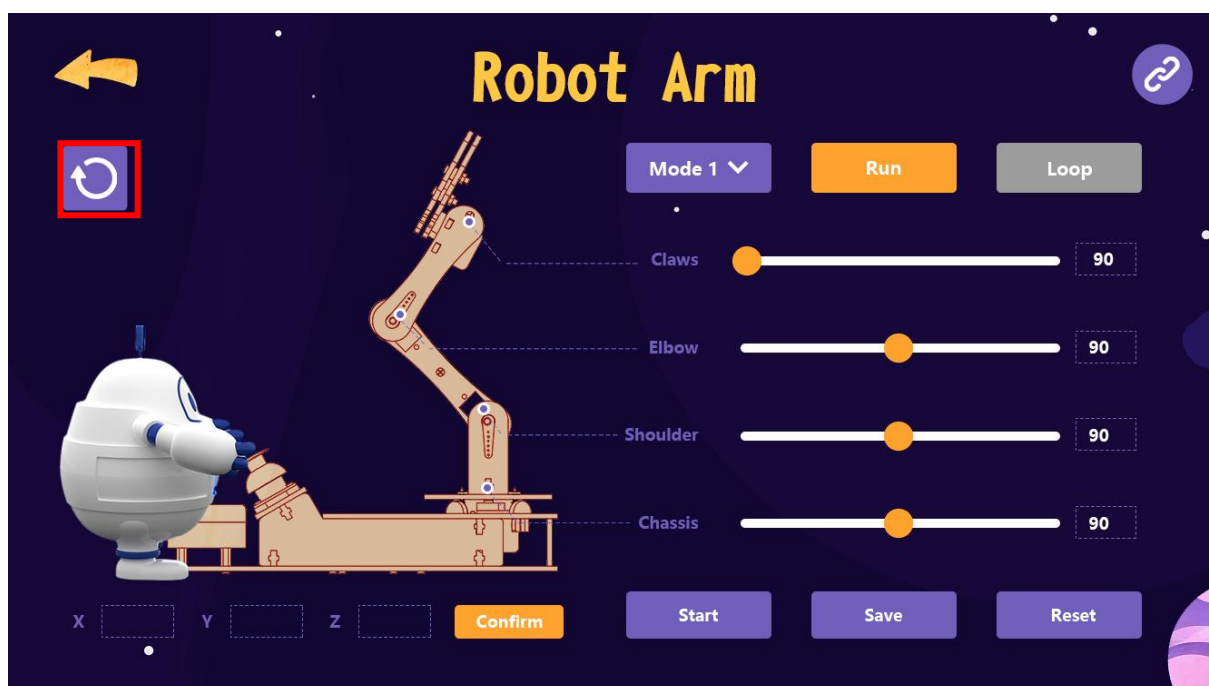 Robot Arm
Mode 1
Run
Loop
Claws
90
Elbow
90
Shoulder
90
Chassis
90
X
Y
Z
Confirm
Start
Save
Reset